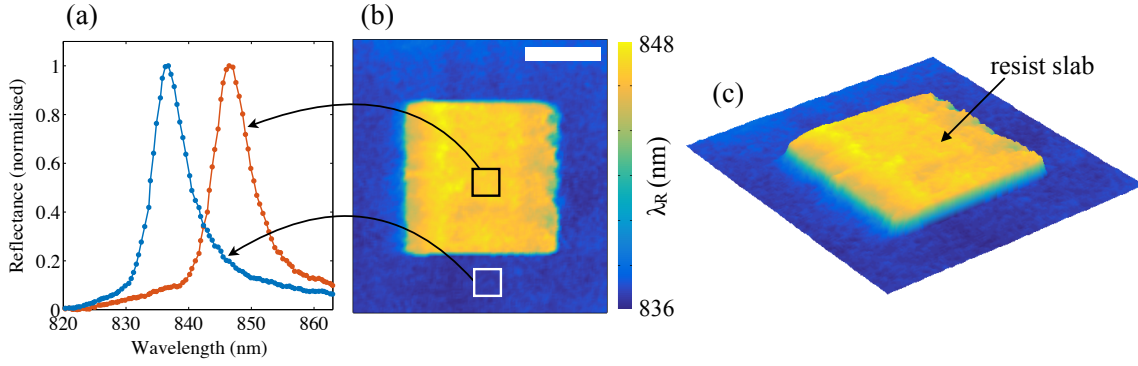 (a)
Reflectance (normalised)
1
0.8
0.6
0.4
0.2
0
820
830
840
850
860
Wavelength (nm)
(b)
848
λR (nm)
836
(c)
resist slab